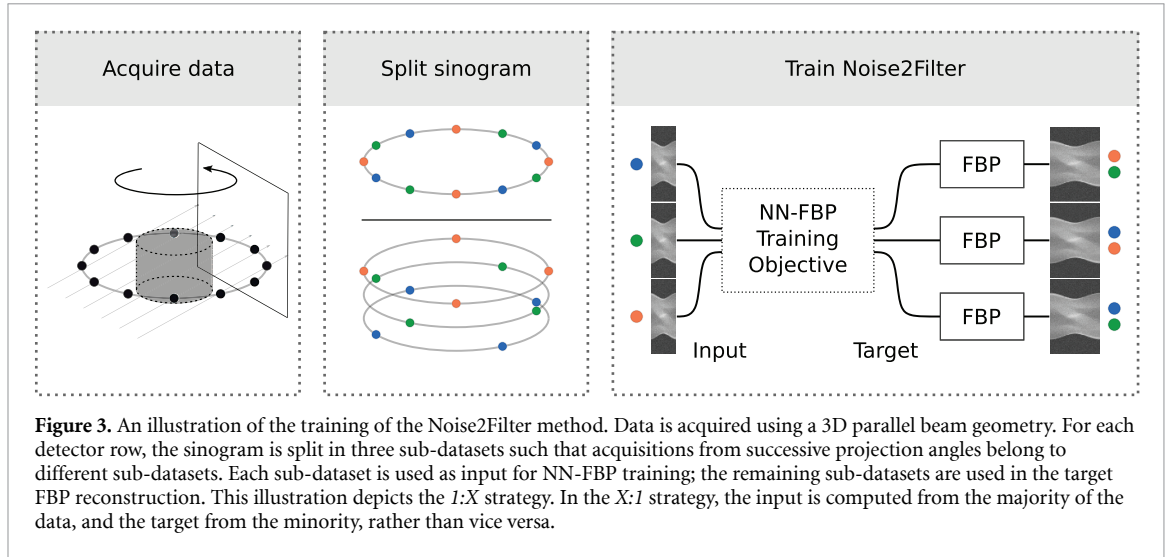 Acquire data
Split sinogram
Train Noise2Filter
NN-FBP
Training
Objective
FBP
FBP
FBP
Input
Target
Figure 3. An illustration of the training of the Noise2Filter method. Data is acquired using a 3D parallel beam geometry. For each
detector row, the sinogram is split in three sub-datasets such that acquisitions from successive projection angles belong to
different sub-datasets. Each sub-dataset is used as input for NN-FBP training; the remaining sub-datasets are used in the target
FBP reconstruction. This illustration depicts the 1:X strategy. In the X:1 strategy, the input is computed from the majority of the
data, and the target from the minority, rather than vice versa.